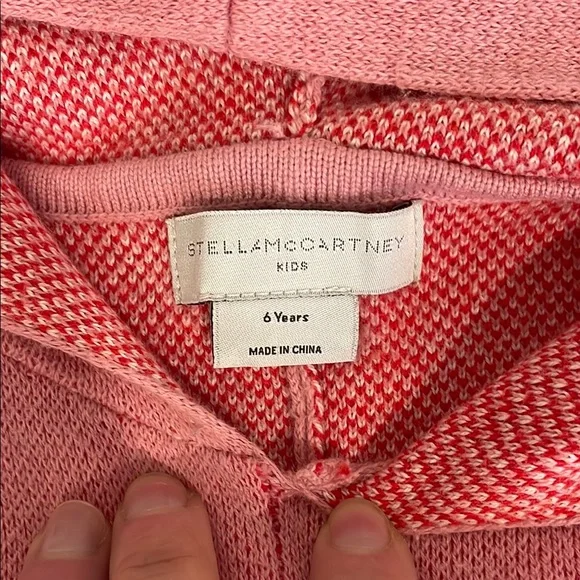 STELLAMcCARTNEY
KIDS
6 Years
MADE IN CHINA